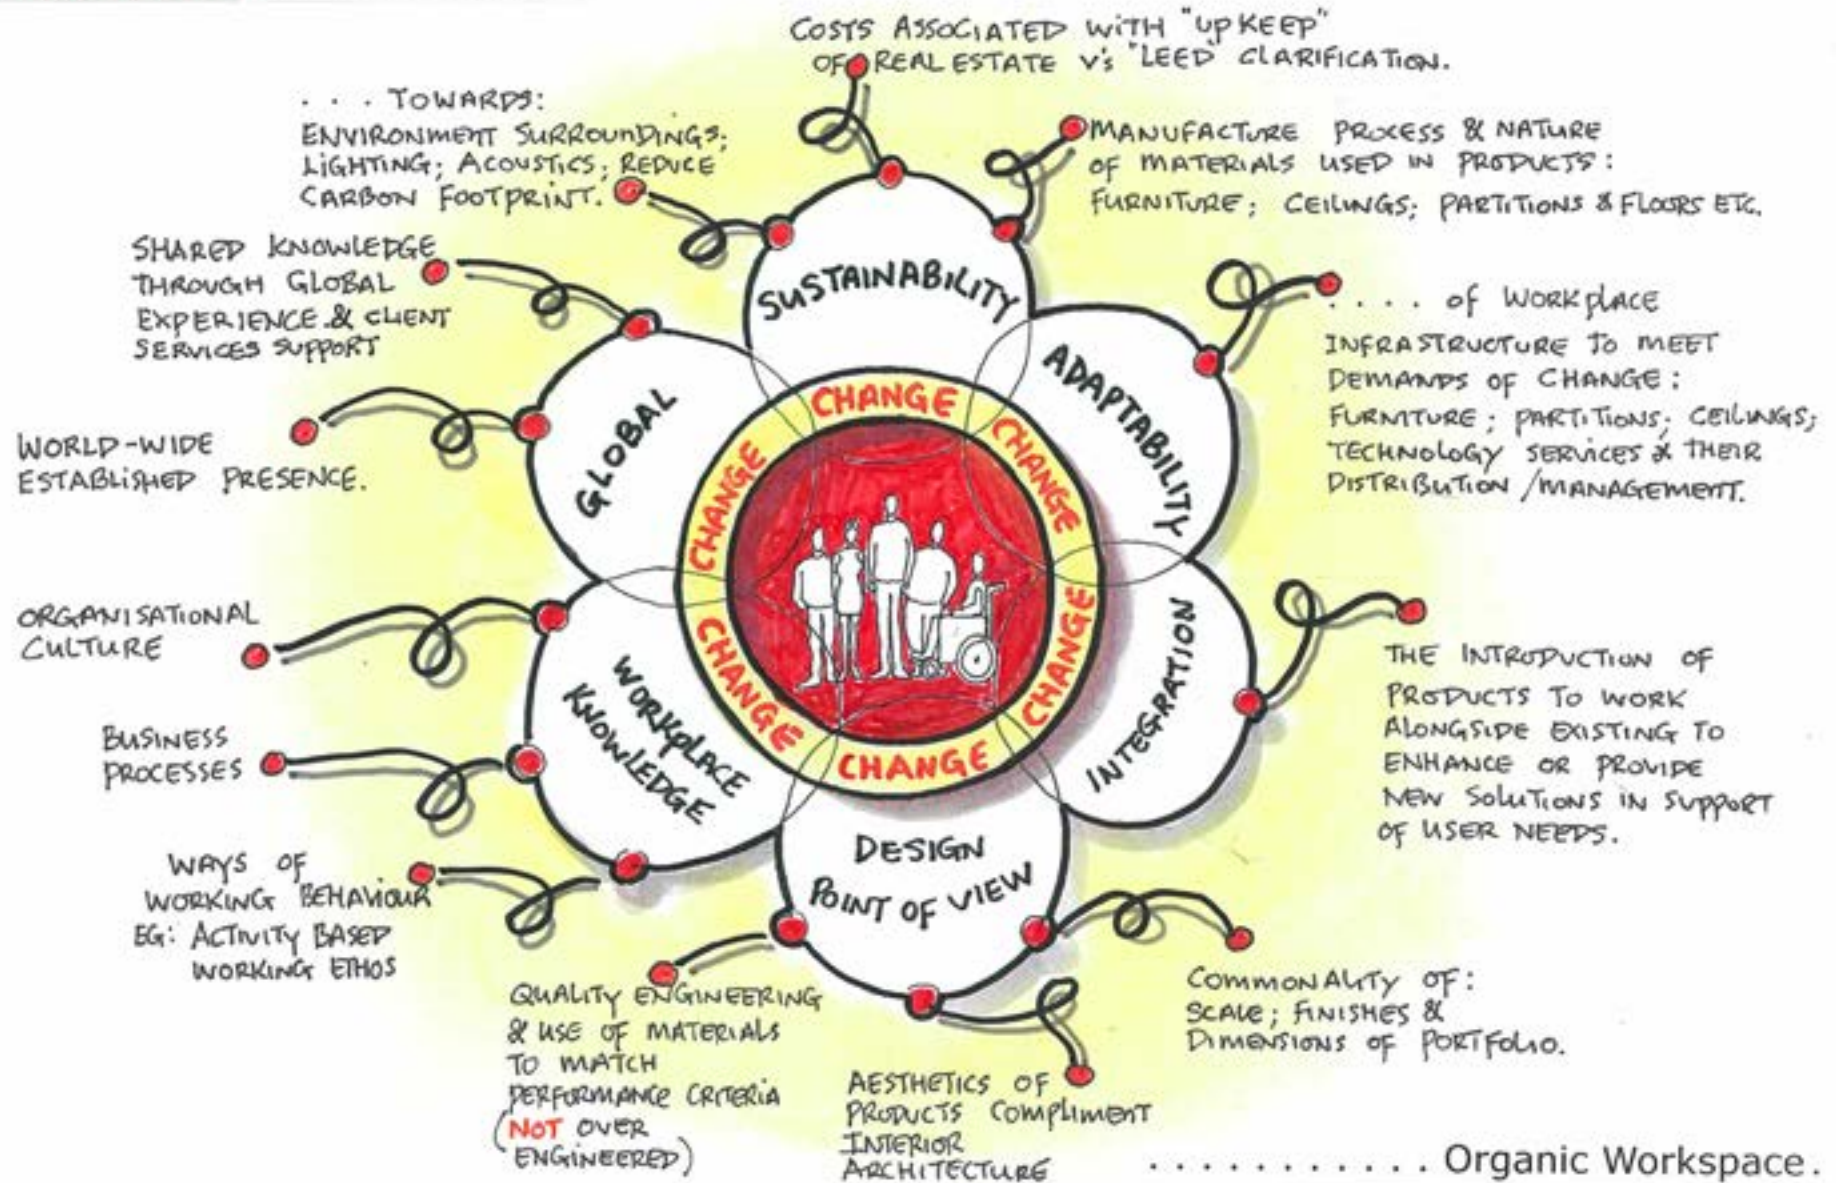 COSTS ASSOCIATED WITH "UPKEEP"
OF REAL ESTATE V's "LEED" CLARIFICATION.
. . . TOWARDS:
ENVIRONMENT SURROUNDINGS;
LIGHTING; ACOUSTICS; REDUCE
CARBON FOOTPRINT.
MANUFACTURE PROCESS & NATURE
OF MATERIALS USED IN PRODUCTS:
FURNITURE; CEILINGS; PARTITIONS & FLOORS ETC.
SHARED KNOWLEDGE
THROUGH GLOBAL
EXPERIENCE & CLIENT
SERVICES SUPPORT
SUSTAINABILITY
. . . . OF WORKPLACE
INFRASTRUCTURE TO MEET
DEMANDS OF CHANGE:
FURNITURE; PARTITIONS; CEILINGS;
TECHNOLOGY SERVICES & THEIR
DISTRIBUTION / MANAGEMENT.
ADAPTABILITY
GLOBAL
WORLD-WIDE
ESTABLISHED PRESENCE.
CHANGE
CHANGE
CHANGE
CHANGE
CHANGE
CHANGE
ORGANISATIONAL
CULTURE
INTEGRATION
THE INTRODUCTION OF
PRODUCTS TO WORK
ALONGSIDE EXISTING TO
ENHANCE OR PROVIDE
NEW SOLUTIONS IN SUPPORT
OF USER NEEDS.
WORKPLACE
KNOWLEDGE
BUSINESS
PROCESSES
WAYS OF
WORKING BEHAVIOUR
EG: ACTIVITY BASED
WORKING ETHOS
DESIGN
POINT OF VIEW
QUALITY ENGINEERING
& USE OF MATERIALS
TO MATCH
PERFORMANCE CRITERIA
(NOT OVER
ENGINEERED)
AESTHETICS OF
PRODUCTS COMPLIMENT
INTERIOR
ARCHITECTURE
COMMONALITY OF:
SCALE; FINISHES &
DIMENSIONS OF PORTFOLIO.
. . . . . . . . . . . Organic Workspace.